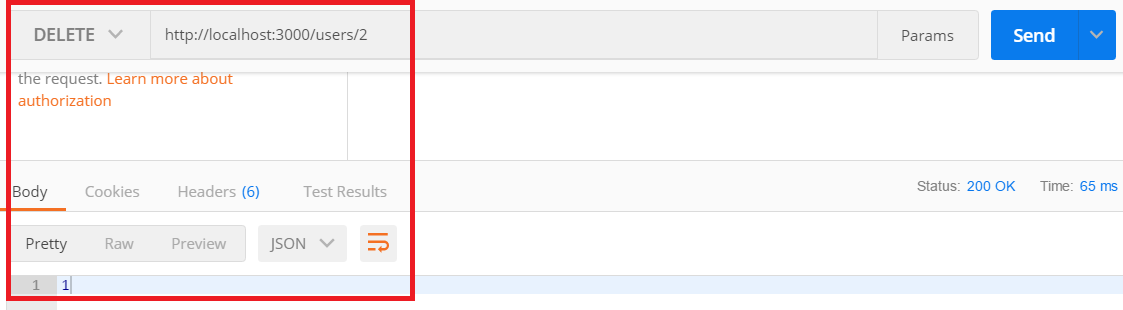 DELETE http://localhost:3000/users/2 Params Send
the request. Learn more about
authorization
Body Cookies Headers (6) Test Results Status: 200 OK Time: 65 ms
Pretty Raw Preview JSON
1 1